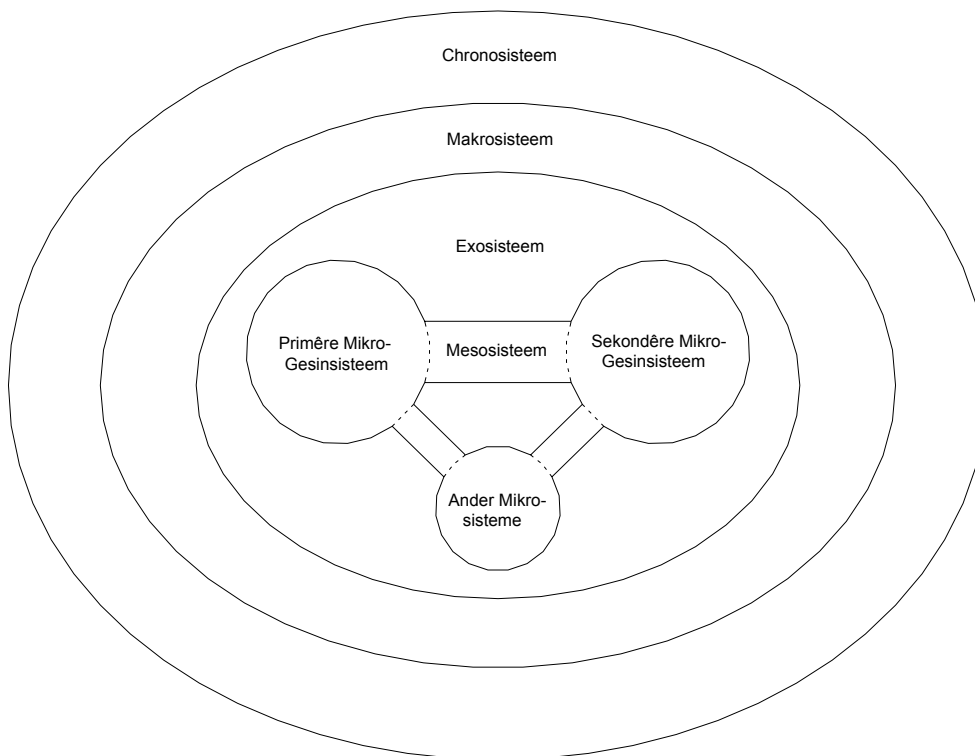 Chronosisteem
Makrosisteem
Exosisteem
Primêre Mikro-
Gesinsisteem
Mesosisteem
Sekondêre Mikro-
Gesinsisteem
Ander Mikro-
sisteme